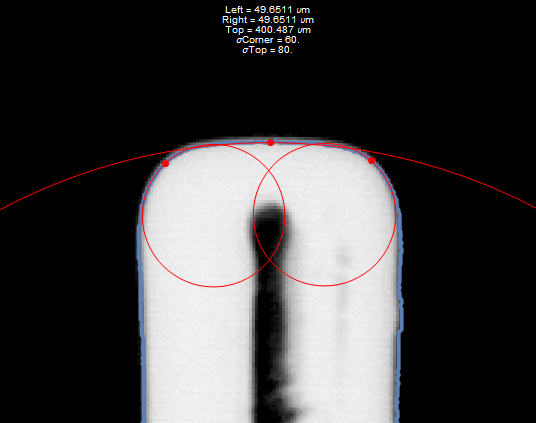 Left = 49.6511 um
Right = 49.6511 um
Top = 400.487 um
σCorner = 60.
σTop = 80.